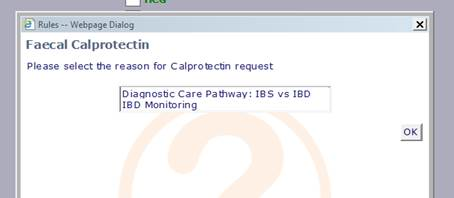 Rules -- Webpage Dialog
Faecal Calprotectin
Please select the reason for Calprotectin request
Diagnostic Care Pathway: IBS vs IBD
IBD Monitoring
OK